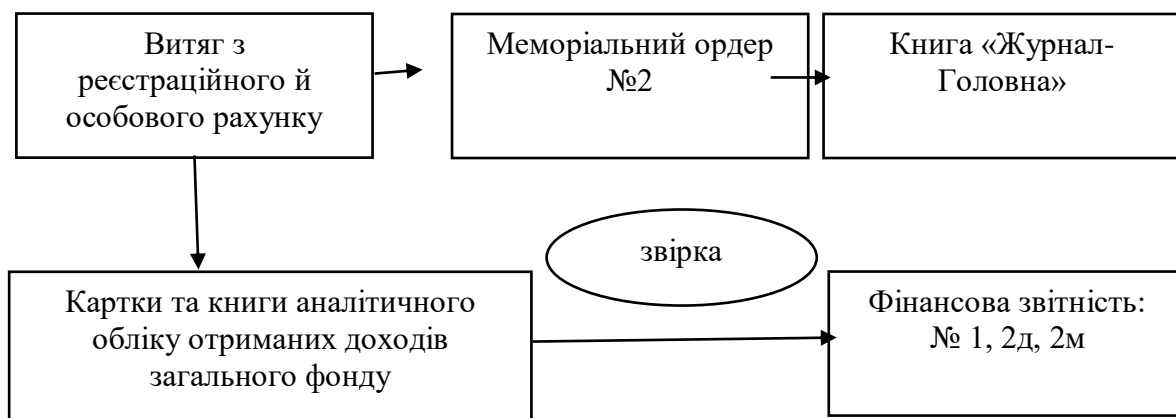 Витяг з
реєстраційного й
особового рахунку
Меморіальний ордер
№2
Книга «Журнал-
Головна»
звірка
Картки та книги аналітичного
обліку отриманих доходів
загального фонду
Фінансова звітність:
№ 1, 2д, 2м